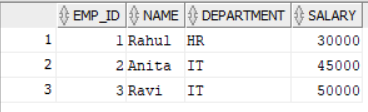 EMP_ID NAME DEPARTMENT SALARY
1 1 Rahul HR 30000
2 2 Anita IT 45000
3 3 Ravi IT 50000